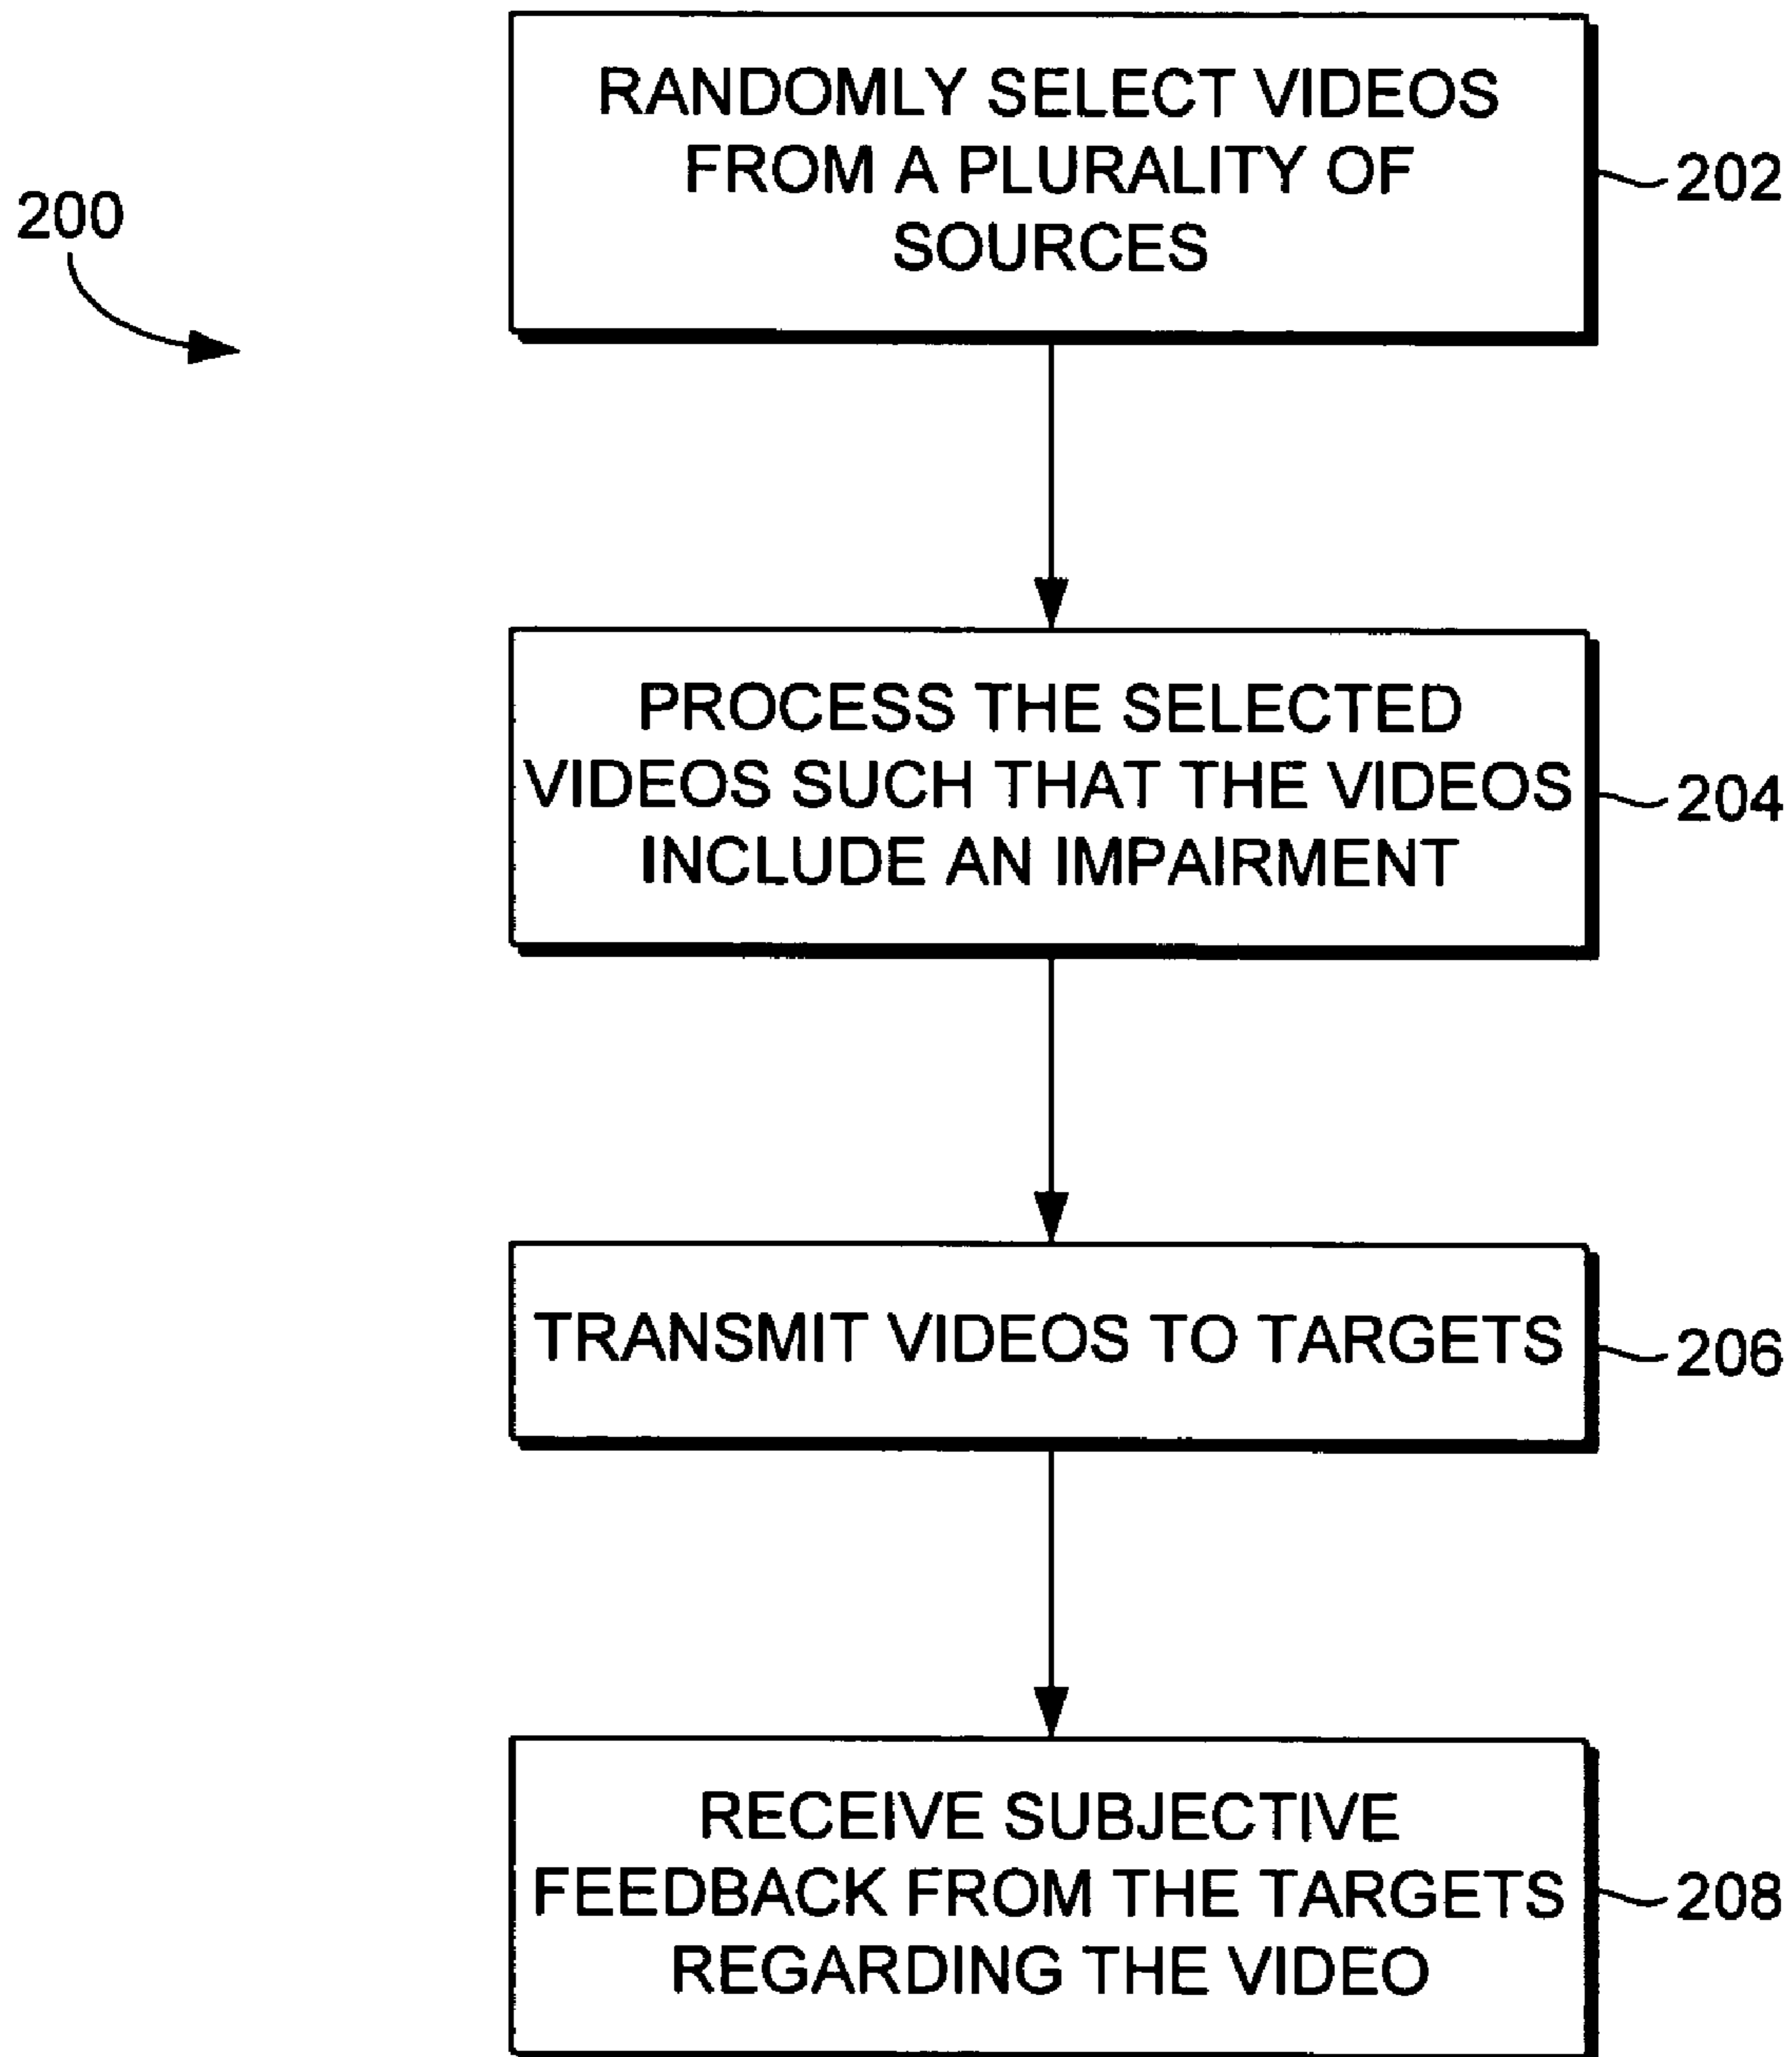 RANDOMLY SELECT VIDEOS
FROM A PLURALITY OF
SOURCES
202
200
PROCESS THE SELECTED
VIDEOS SUCH THAT THE VIDEOS
INCLUDE AN IMPAIRMENT
204
TRANSMIT VIDEOS TO TARGETS
206
RECEIVE SUBJECTIVE
FEEDBACK FROM THE TARGETS
REGARDING THE VIDEO
208